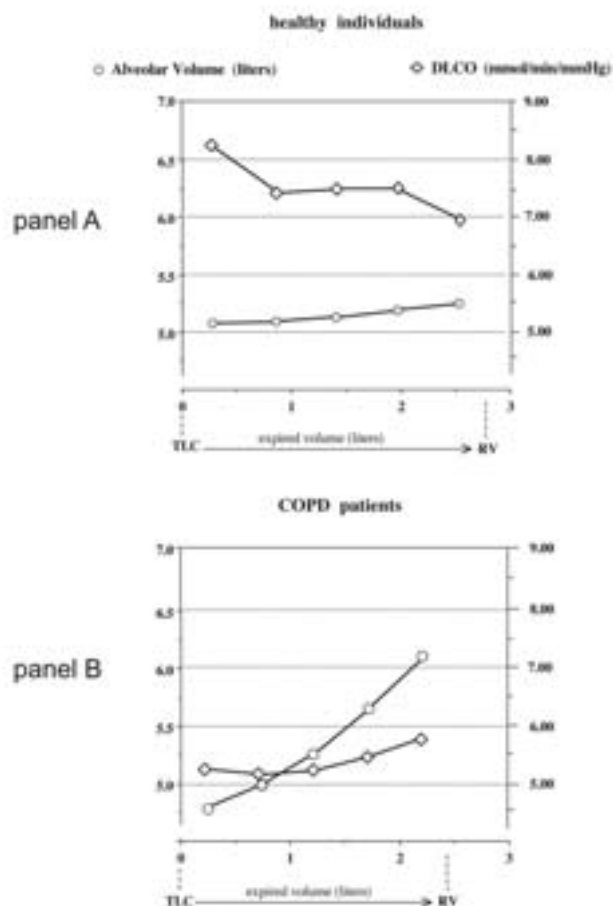 healthy individuals
○ Alveolar Volume (liters) ◇ DLCO (mmol/min/mmHg)
7.0 9.00
6.5 8.00
panel A
6.0 7.00
5.5 6.00
5.0 5.00
0 1 2 3
TLC expired volume (liters) RV
COPD patients
7.0 9.00
6.5 8.00
panel B
6.0 7.00
5.5 6.00
5.0 5.00
0 1 2 3
TLC expired volume (liters) RV